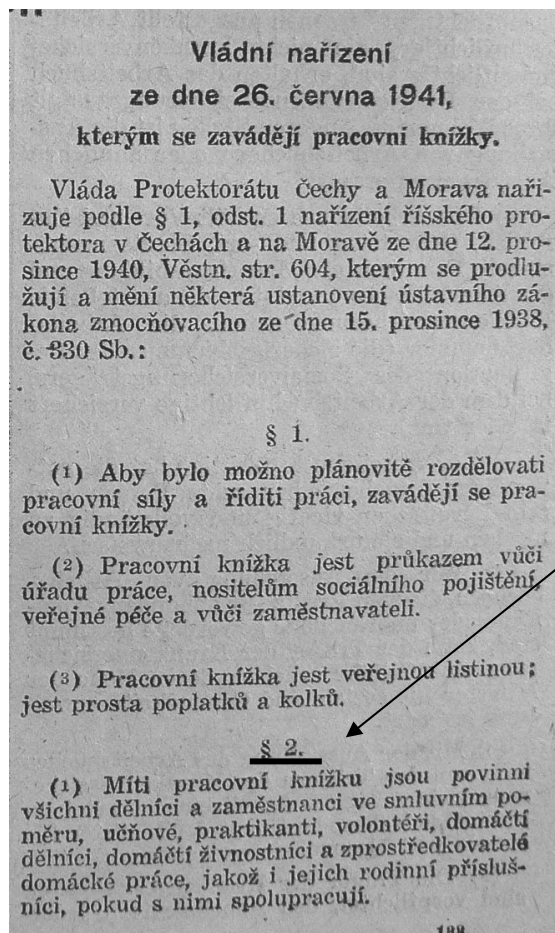 Vládní nařízení
ze dne 26. června 1941,
kterým se zavádějí pracovní knížky.
Vláda Protektorátu Čechy a Morava naři-
zuje podle § 1, odst. 1 nařízení říšského pro-
tektora v Čechách a na Moravě ze dne 12. pro-
since 1940, Věstn. str. 604, kterým se prodlu-
žují a mění některá ustanovení ústavního zá-
kona zmocňovacího ze dne 15. prosince 1938,
č. 330 Sb.:
§ 1.
(1) Aby bylo možno plánovitě rozdělovati
pracovní síly a říditi práci, zavádějí se pra-
covní knížky.
(2) Pracovní knížka jest průkazem vůči
úřadu práce, nositelům sociálního pojištění,
veřejné péče a vůči zaměstnavateli.
(3) Pracovní knížka jest veřejnou listinou;
jest prosta poplatků a kolků.
§ 2.
(1) Míti pracovní knížku jsou povinni
všichni dělníci a zaměstnanci ve smluvním po-
měru, učňové, praktikanti, volontéři, domáčtí
dělníci, domáčtí živnostníci a zprostředkovatelé
domácké práce, jakož i jejich rodinní přísluš-
níci, pokud s nimi spolupracují.